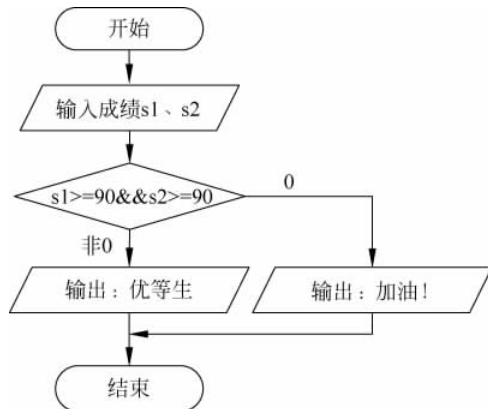 开始
输入成绩s1、s2
s1>=90&&s2>=90
0
非0
输出：优等生
输出：加油！
结束